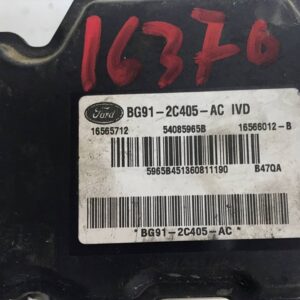 16370
Ford
BG91-2C405-AC IVD
16565712 54085965B 16566012-B
5965B451360811190 B47QA
*BG91-2C405-AC*